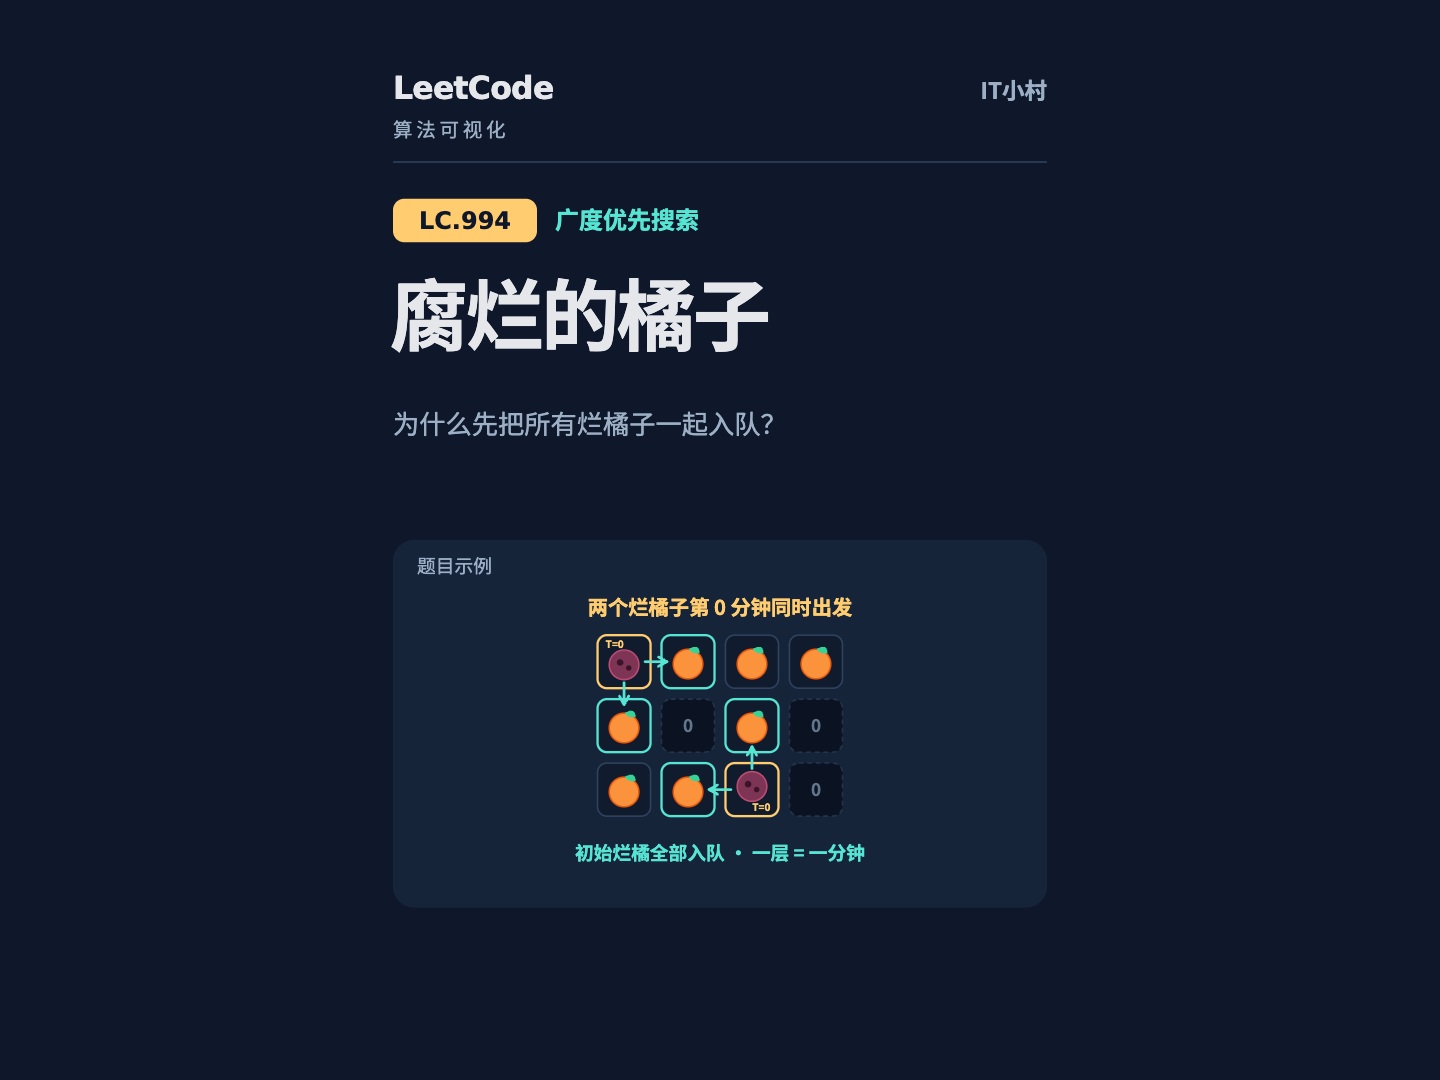 LeetCode
IT小村
算法可视化
LC.994
广度优先搜索
腐烂的橘子
为什么先把所有烂橘子一起入队？
题目示例
两个烂橘子第 0 分钟同时出发
T=0
0
0
T=0
0
初始烂橘全部入队 · 一层 = 一分钟